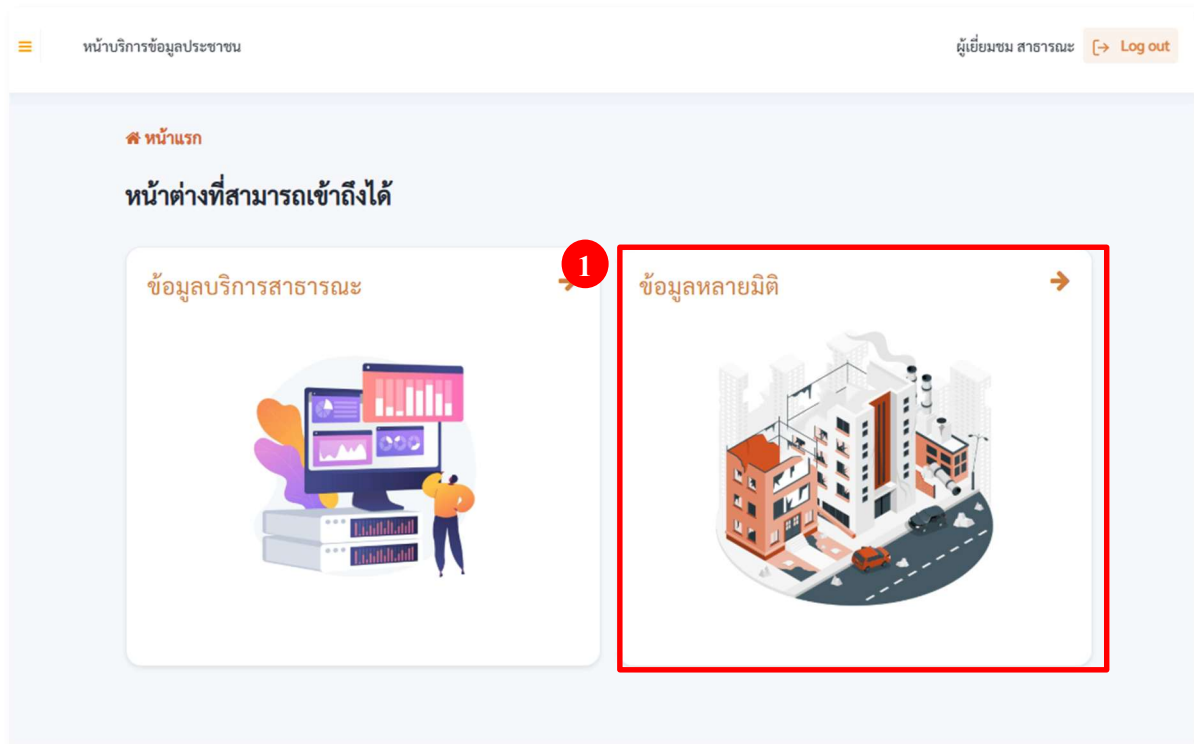 หน้าบริการข้อมูลประชาชน
ผู้เยี่ยมชม สาธารณะ
Log out
หน้าแรก
หน้าต่างที่สามารถเข้าถึงได้
ข้อมูลบริการสาธารณะ
1
ข้อมูลหลายมิติ